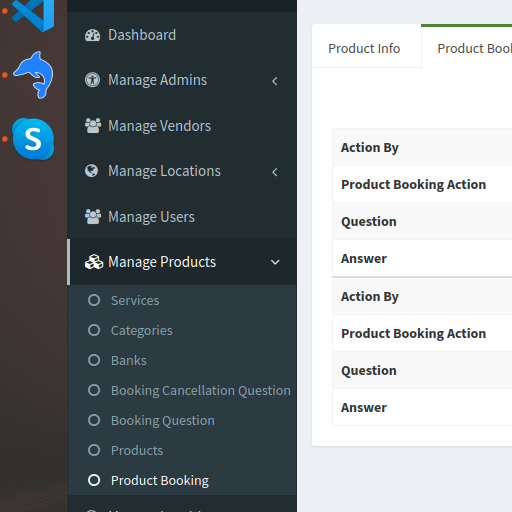 Dashboard
Manage Admins
Manage Vendors
Manage Locations
Manage Users
Manage Products
Services
Categories
Banks
Booking Cancellation Question
Booking Question
Products
Product Booking
Product Info
Product Book
Action By
Product Booking Action
Question
Answer
Action By
Product Booking Action
Question
Answer